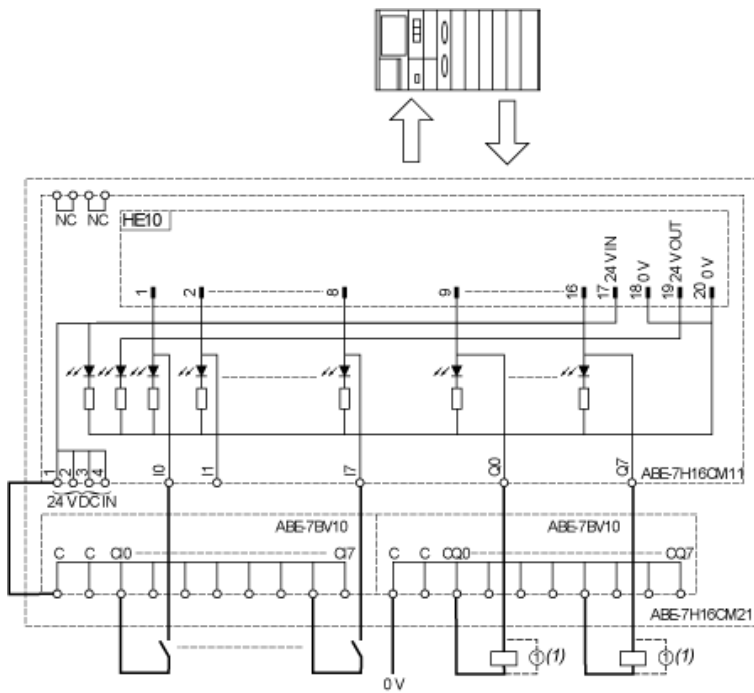 NC NC
HE10
1 2 8 9 16 17 24 V IN 18 0 V 19 24 V OUT 20 0 V
1 2 3 4 I0 I1 I7 Q0 Q7 ABE-7H16CM11
24 V DC IN
ABE-7BV10 ABE-7BV10
C C CI0 CI7 C C CQ0 CQ7
ABE-7H16CM21
1 (1) 1 (1)
0 V